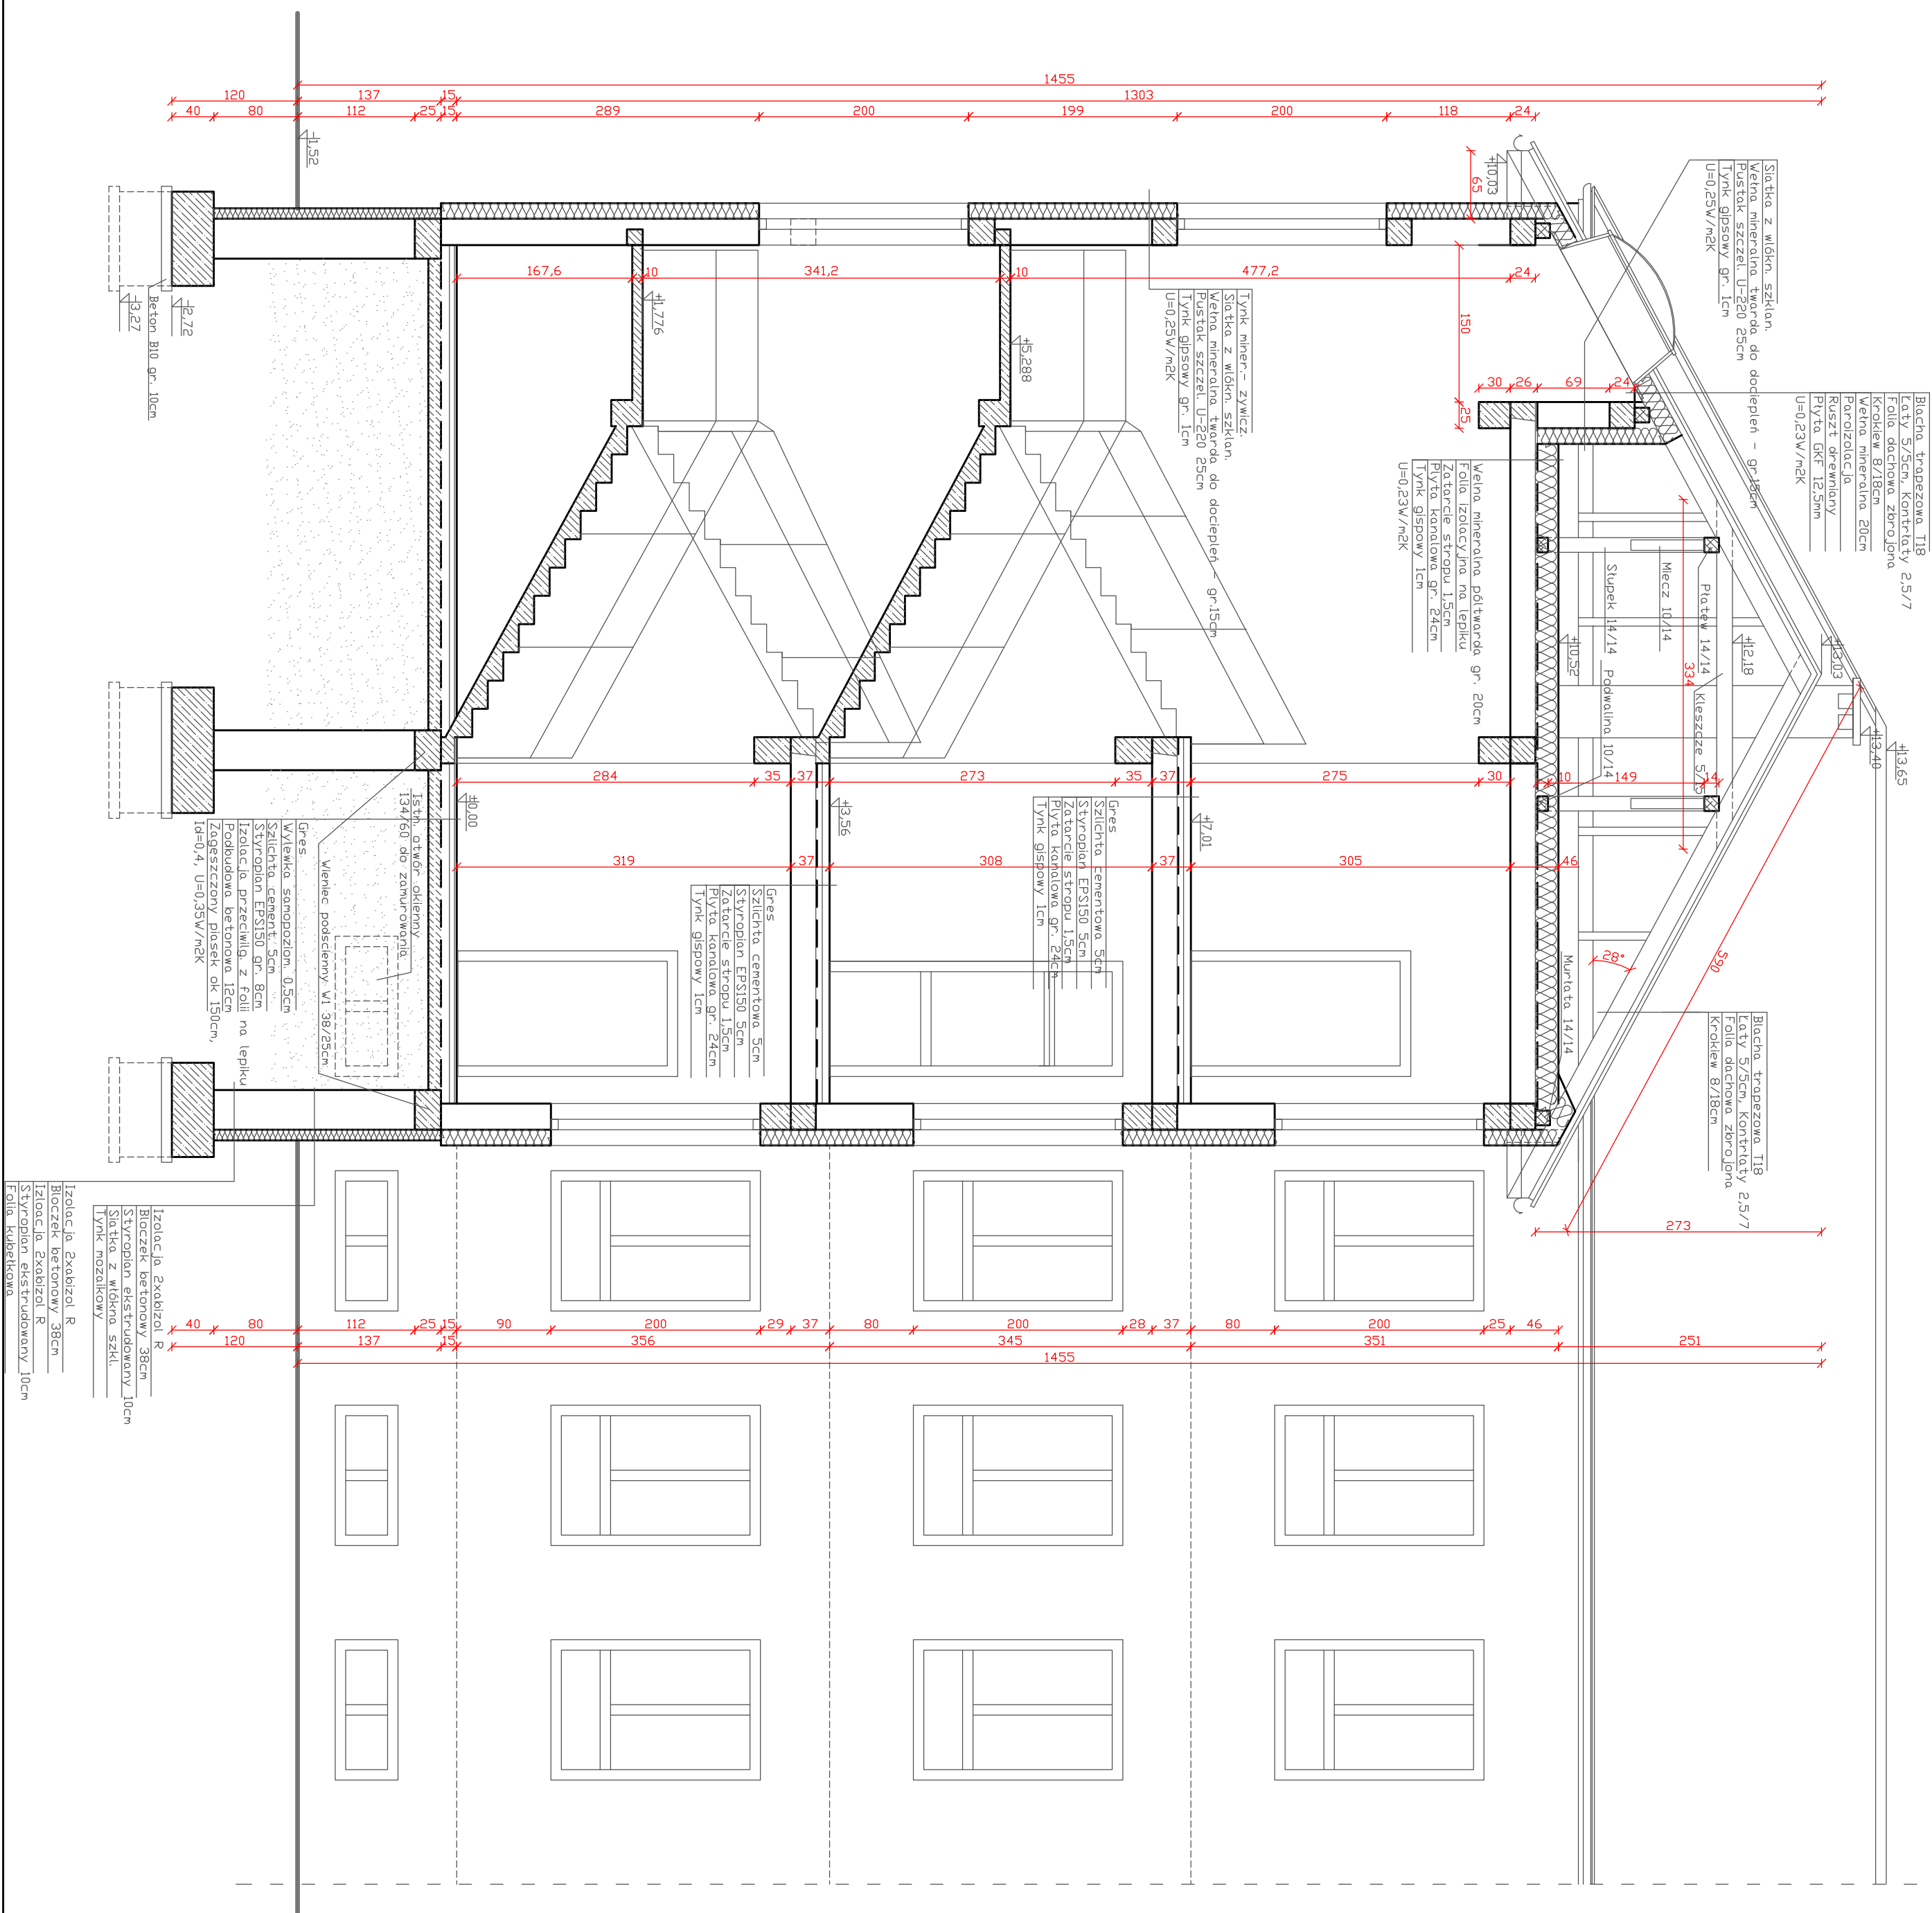 Blacha trapezowa T18
Łaty 5/5cm, Kontrłaty 2,5/7
Folia dachowa zbrojona
Krokiew 8/18cm
Wełna mineralna 20cm
Paroizolacja
Ruszt drewniany
Płyta GKF 12,5mm
U=0,23W/m2K
Siatka z włókn. szklan.
Wełna mineralna twarda do dociepleń - gr.15cm
Pustak szczel. U-220 25cm
Tynk gipsowy gr. 1cm
U=0,25W/m2K
+13,65
+13,40
+13,03
+12,18
+10,52
+10,03
Płatew 14/14
Kleszcze 5/15
Miecz 10/14
Słupek 14/14
Podwalina 10/14
Murłata 14/14
334
590
28°
273
65
Blacha trapezowa T18
Łaty 5/5cm, Kontrłaty 2,5/7
Folia dachowa zbrojona
Krokiew 8/18cm
Wełna mineralna półtwarda gr. 20cm
Folia izolacyjna na lepiku
Zatarcie stropu 1,5cm
Płyta kanałowa gr. 24cm
Tynk gispowy 1cm
U=0,23W/m2K
Tynk miner.- zywicz.
Siatka z włókn. szklan.
Wełna mineralna twarda do dociepleń - gr.15cm
Pustak szczel. U-220 25cm
Tynk gipsowy gr. 1cm
U=0,25W/m2K
150
25
24
69
26
30
24
477,2
10
341,2
10
167,6
14
149
10
30
275
37
35
273
37
35
284
46
305
37
308
37
319
+7,01
+5,288
+3,56
+1,776
±0,00
-1,52
-2,72
-3,27
Gres
Szlichta cementowa 5cm
Styropian EPS150 5cm
Zatarcie stropu 1,5cm
Płyta kanałowa gr. 24cm
Tynk gispowy 1cm
Gres
Szlichta cementowa 5cm
Styropian EPS150 5cm
Zatarcie stropu 1,5cm
Płyta kanałowa gr. 24cm
Tynk gispowy 1cm
Istn. otwór okienny
134/60 do zamurowania
Wieniec podścienny W1 38/25cm
Gres
Wylewka samopoziom. 0,5cm
Szlichta cement. 5cm
Styropian EPS150 gr. 8cm
Izolacja przeciwilg. z folii na lepiku
Podbudowa betonowa 12cm
Zagęszczony piasek ok 150cm,
Id=0,4, U=0,35W/m2K
Beton B10 gr. 10cm
Izolacja 2xabizol R
Bloczek betonowy 38cm
Styropian ekstrudowany 10cm
Siatka z włókna szkl.
Tynk mozaikowy
Izolacja 2xabizol R
Bloczek betonowy 38cm
Izloacja 2xabizol R
Styropian ekstrudowany 10cm
Folia kubełkowa
1455
1303
15
137
120
24
118
200
199
200
289
15
25
112
80
40
46
25
200
80
37
28
200
80
37
29
200
90
15
25
112
80
40
251
351
345
356
15
137
120
1455